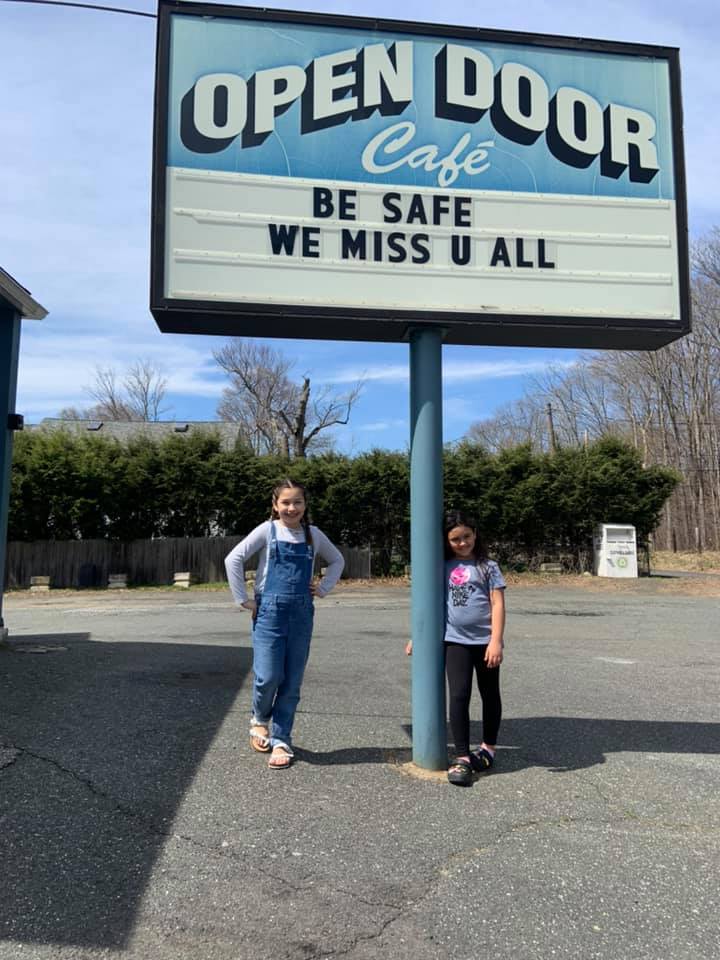 OPEN DOOR
Café
BE SAFE
WE MISS U ALL